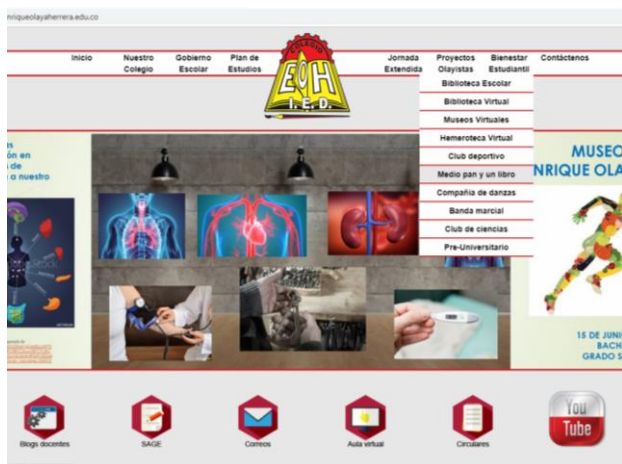 nriqueolayaherrera.edu.co
COLEGIO
EOH
I.E.D.
Inicio
Nuestro
Colegio
Gobierno
Escolar
Plan de
Estudios
Jornada
Extendida
Proyectos
Olayistas
Bienestar
Estudiantil
Contáctenos
Biblioteca Escolar
Biblioteca Virtual
Museos Virtuales
Hemeroteca Virtual
Club deportivo
Medio pan y un libro
Compañía de danzas
Banda marcial
Club de ciencias
Pre-Universitario
as
ón en
s de
a nuestro
MUSEO
NRIQUE OLA
15 DE JUNI
BACH
GRADO S
Blogs docentes
SAGE
Correos
Aula virtual
Circulares
You
Tube